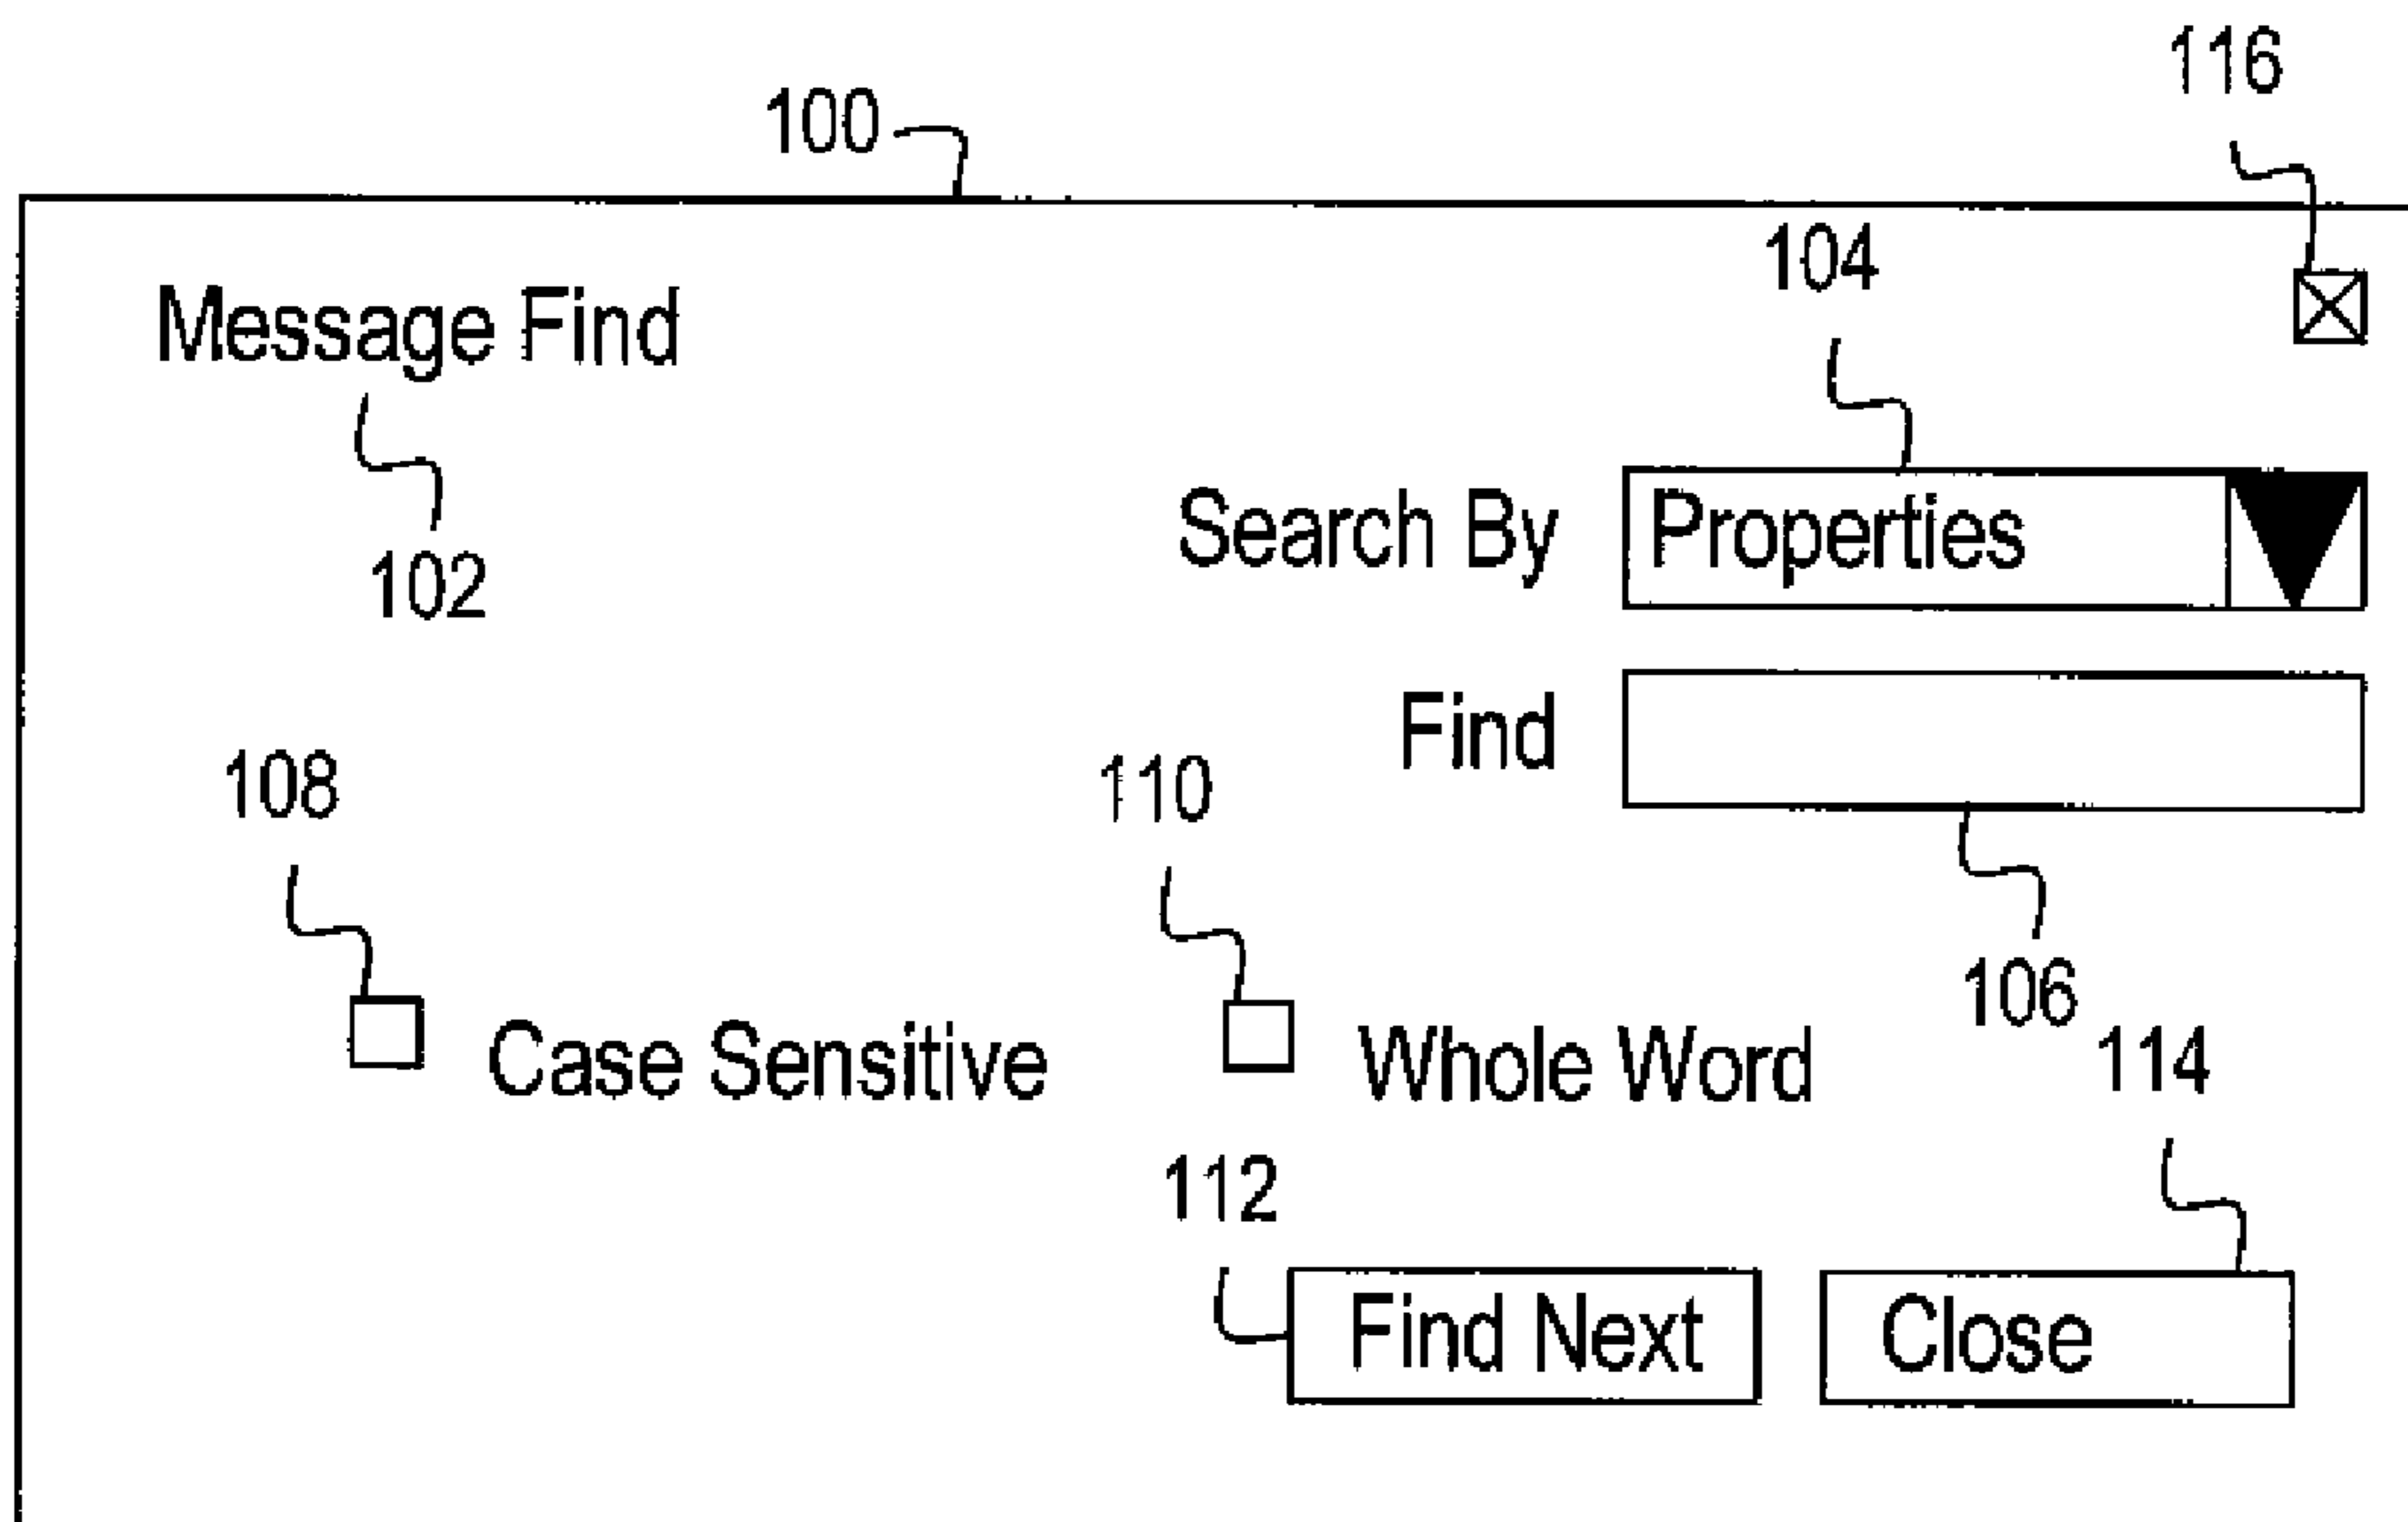 116
100
104
Message Find
102
Search By Properties
Find
108
110
106
Case Sensitive
Whole Word
114
112
Find Next
Close